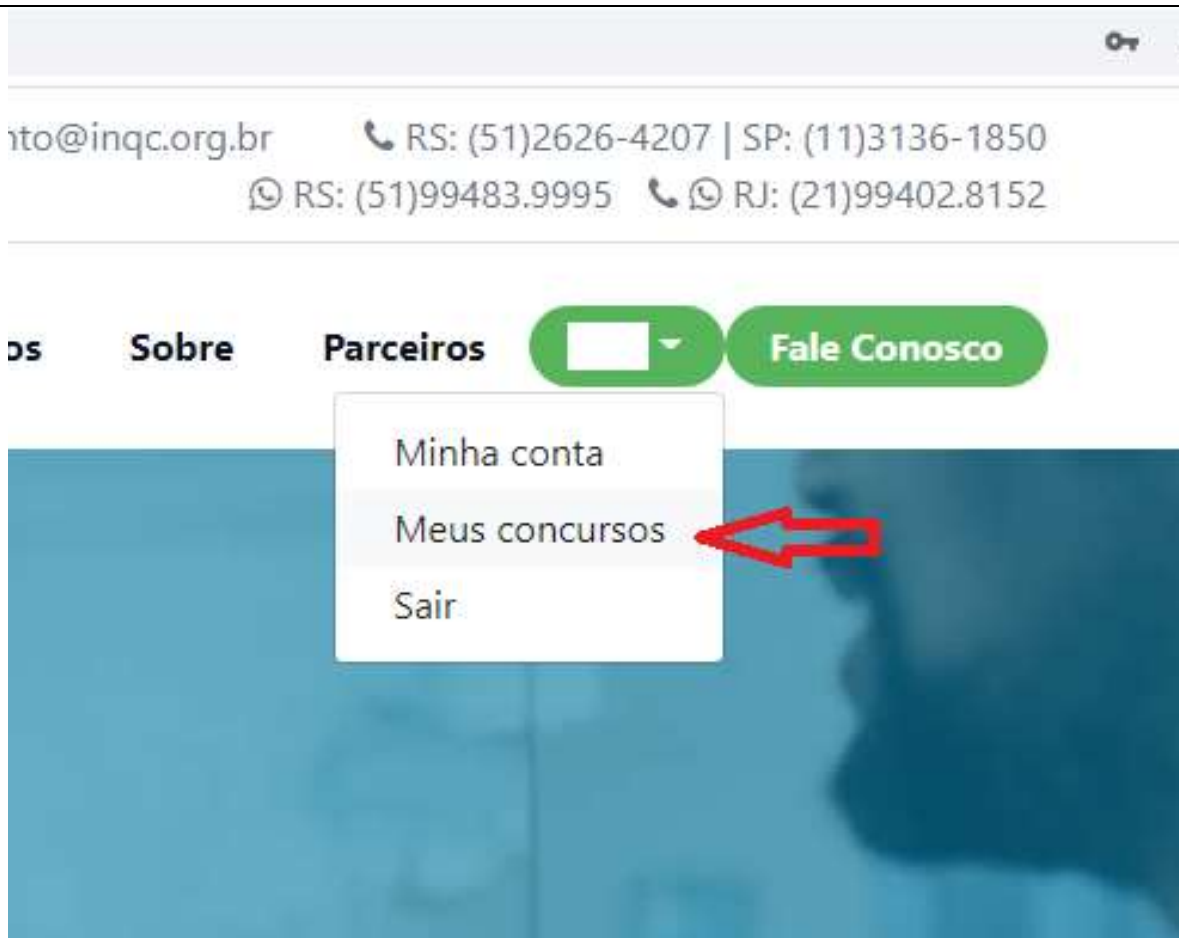 nto@inqc.org.br RS: (51)2626-4207 | SP: (11)3136-1850
RS: (51)99483.9995 RJ: (21)99402.8152
os Sobre Parceiros Fale Conosco
Minha conta
Meus concursos
Sair